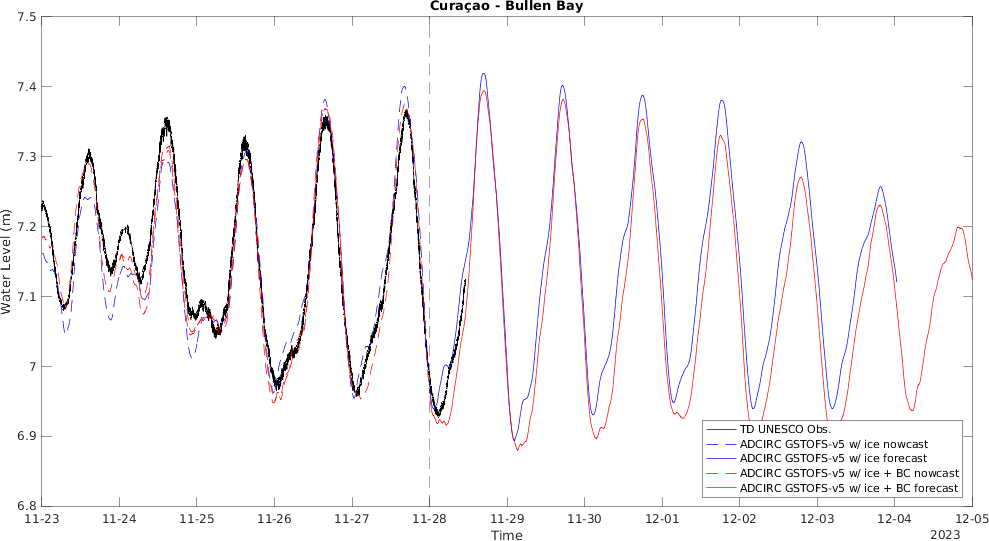 Curaçao - Bullen Bay
7.5
7.4
7.3
7.2
7.1
7
6.9
6.8
Water Level (m)
TD UNESCO Obs.
ADCIRC GSTOFS-v5 w/ ice nowcast
ADCIRC GSTOFS-v5 w/ ice forecast
ADCIRC GSTOFS-v5 w/ ice + BC nowcast
ADCIRC GSTOFS-v5 w/ ice + BC forecast
11-23 11-24 11-25 11-26 11-27 11-28 11-29 11-30 12-01 12-02 12-03 12-04 12-05
Time
2023